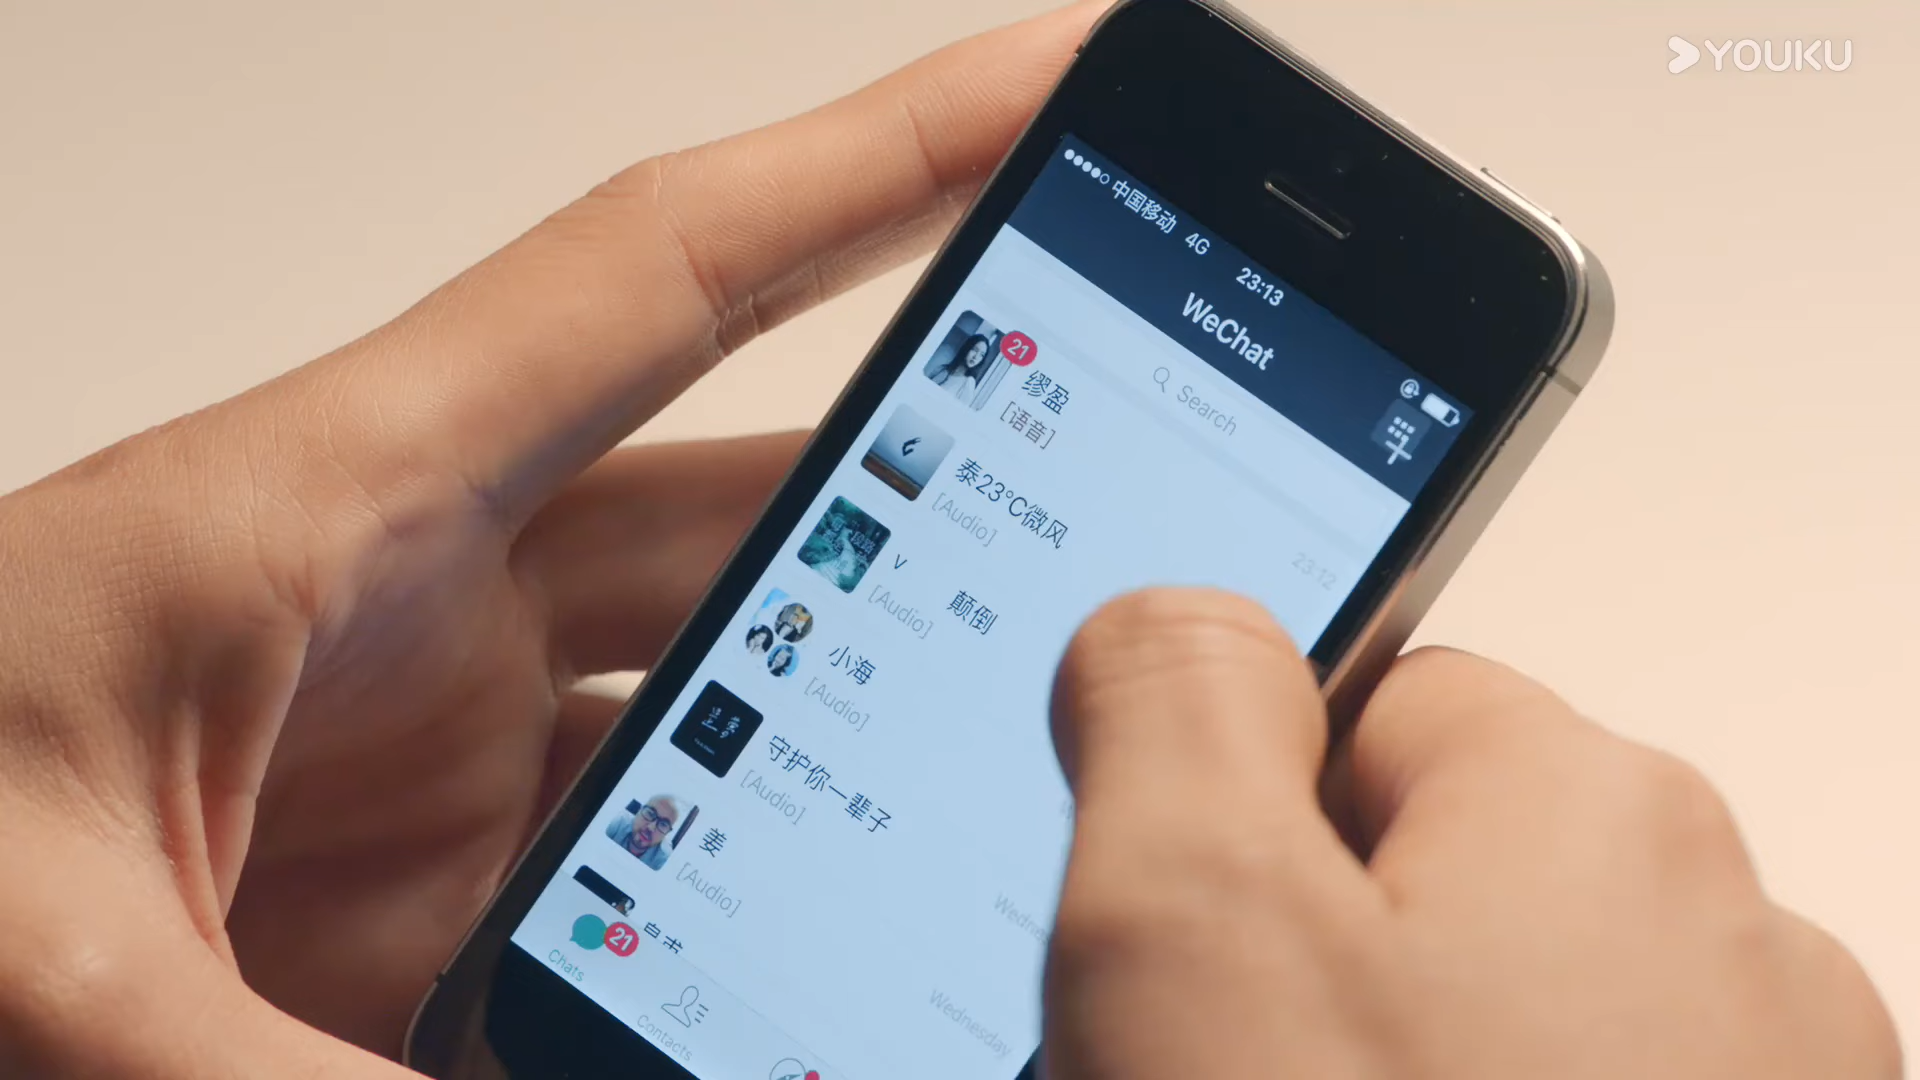 YOUKU
中国移动 4G
23:13
WeChat
Search
21
缪盈
[语音]
23:12
泰23°C微风
[Audio]
v 颠倒
[Audio]
小海
[Audio]
守护你一辈子
[Audio]
姜
[Audio]
Wednes
Wednesday
21
Chats
Contacts